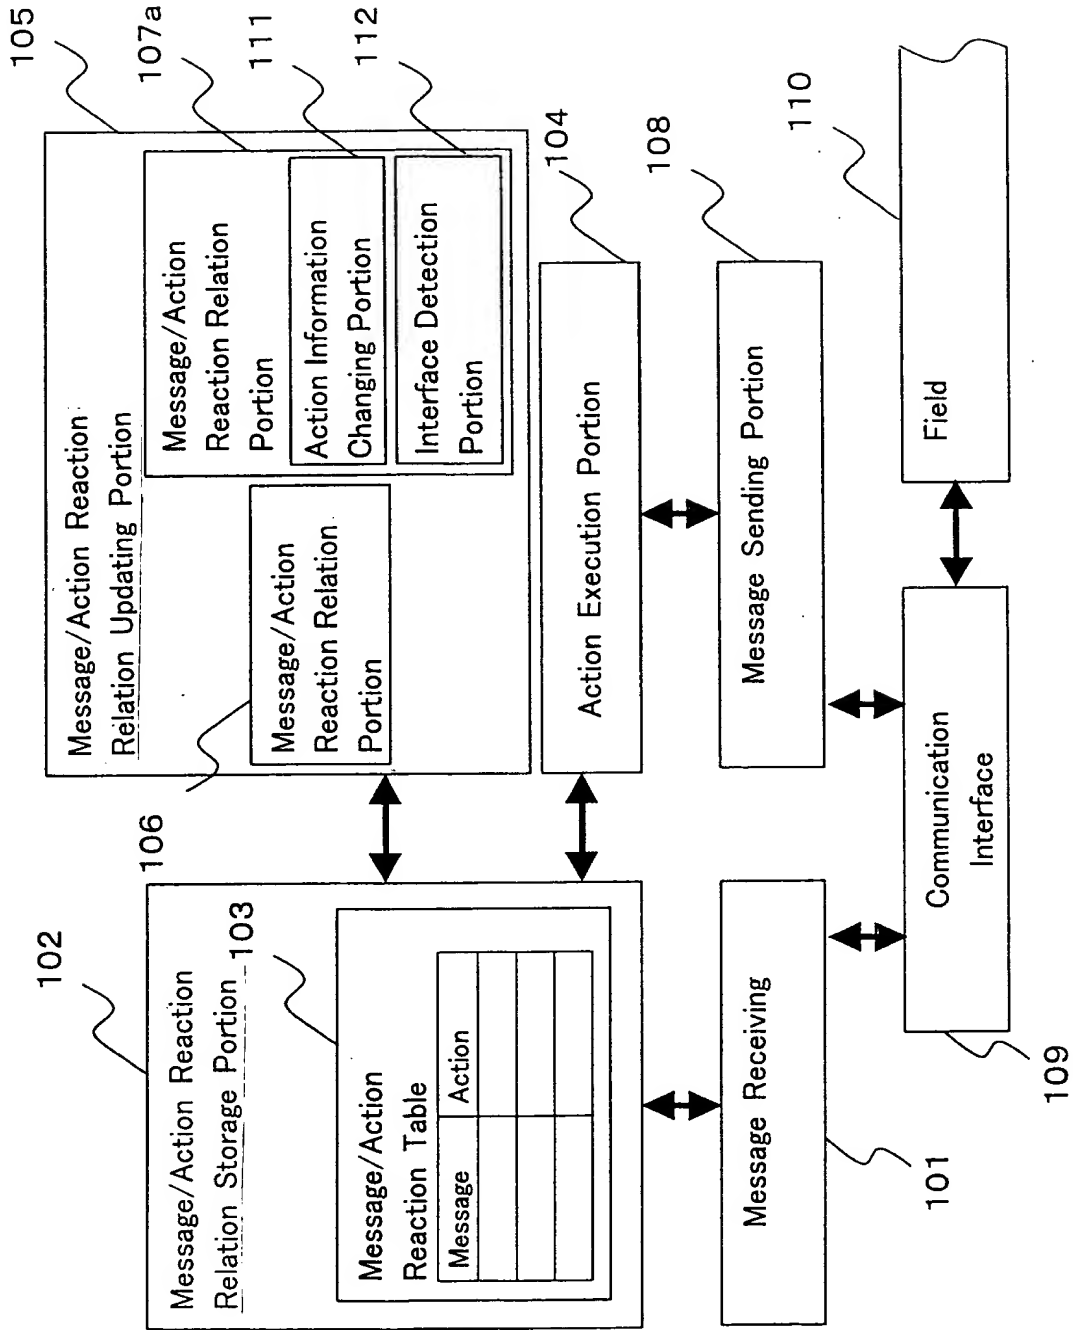 102
Message/Action Reaction
Relation Storage Portion
103
Message/Action
Reaction Table
Message
Action
106
105
Message/Action Reaction
Relation Updating Portion
Message/Action
Reaction Relation
Portion
107a
Message/Action
Reaction Relation
Portion
111
Action Information
Changing Portion
112
Interface Detection
Portion
104
Action Execution Portion
101
Message Receiving
108
Message Sending Portion
109
Communication
Interface
110
Field